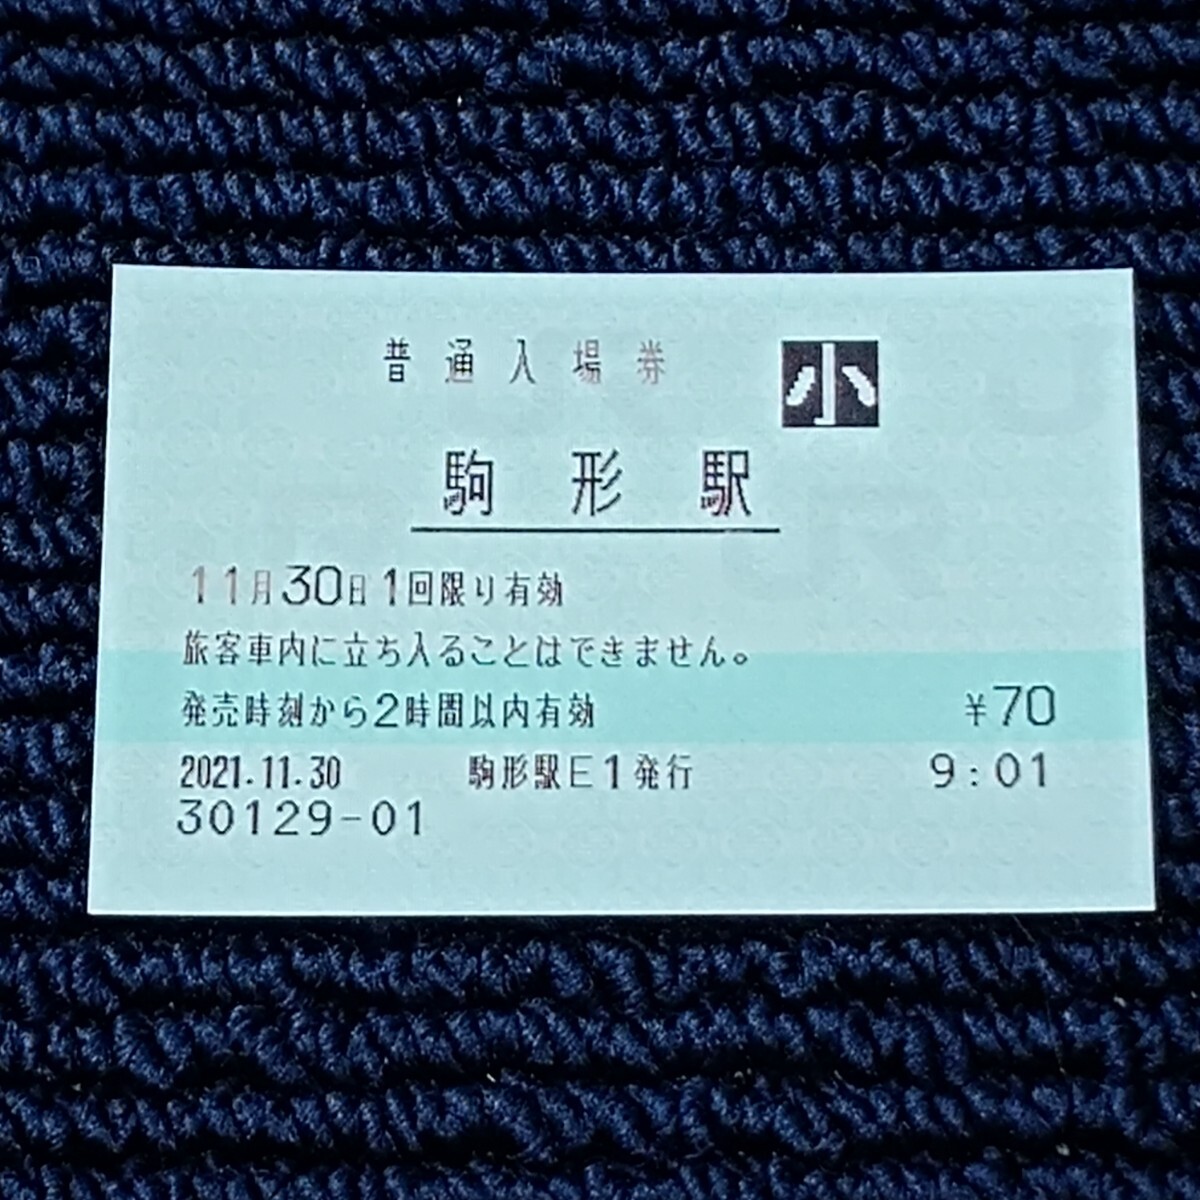 普通入場券 小
駒形駅
11月30日1回限り有効
旅客車内に立ち入ることはできません。
発売時刻から2時間以内有効 ¥70
2021.11.30 駒形駅E1発行 9:01
30129-01